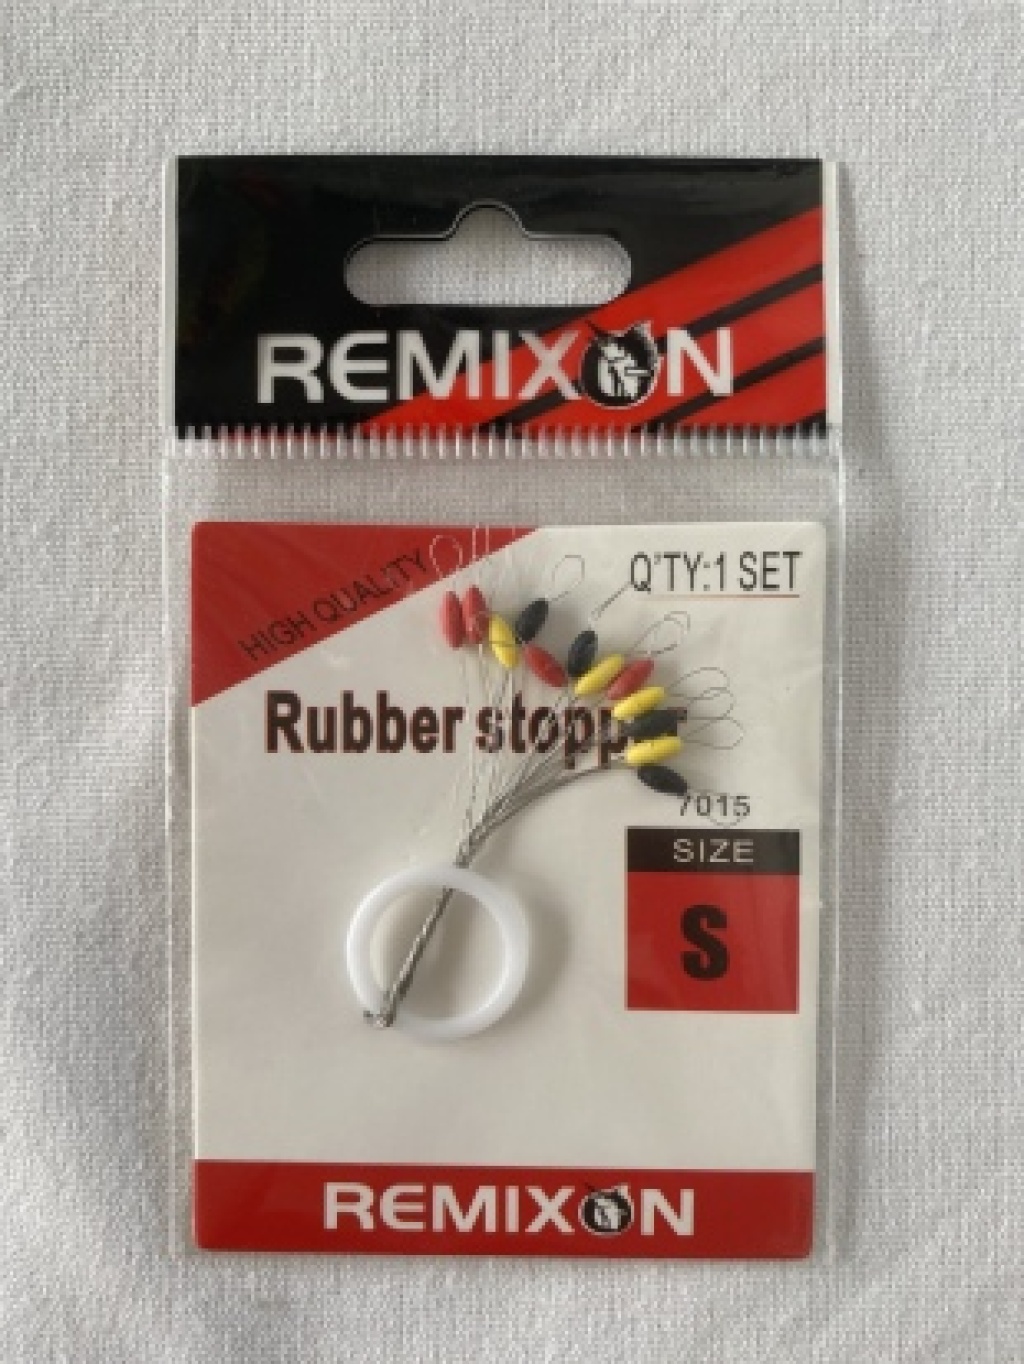 REMIXON
HIGH QUALITY
Q'TY:1 SET
Rubber stopper
7015
SIZE
S
REMIXON